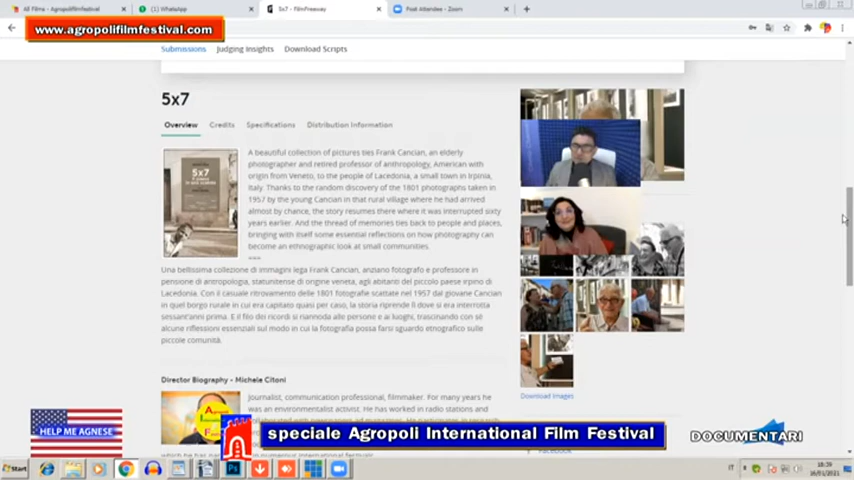 All Films - Agropolifilmfestival
(1) WhatsApp
5x7 - FilmFreeway
Post Attendee - Zoom
www.agropolifilmfestival.com
Submissions Judging Insights Download Scripts
5x7
Overview Credits Specifications Distribution Information
A beautiful collection of pictures ties Frank Cancian, an elderly
photographer and retired professor of anthropology, American with
origin from Veneto, to the people of Lacedonia, a small town in Irpinia,
Italy. Thanks to the random discovery of the 1801 photographs taken in
1957 by the young Cancian in that rural village where he had arrived
almost by chance, the story resumes there where it was interrupted sixty
years earlier. And the thread of memories ties back to people and places,
bringing with itself some essential reflections on how photography can
become an ethnographic look at small communities.
***
Una bellissima collezione di immagini lega Frank Cancian, anziano fotografo e professore in
pensione di antropologia, statunitense di origine veneta, agli abitanti del piccolo paese irpino di
Lacedonia. Con il casuale ritrovamento delle 1801 fotografie scattate nel 1957 dal giovane Cancian
in quel borgo rurale in cui era capitato quasi per caso, la storia riprende lì dove si era interrotta
sessant'anni prima. E il filo dei ricordi si riannoda alle persone e ai luoghi, trascinando con sé
alcune riflessioni essenziali sul modo in cui la fotografia possa farsi sguardo etnografico sulle
piccole comunità.
5x7
Download Images
Director Biography - Michele Citoni
Journalist, communication professional, filmmaker. For many years he
was an environmentalist activist. He has worked in radio stations and
HELP ME AGNESE
speciale Agropoli International Film Festival
DOCUMENTARI
Facebook
Start
IT
18:39
16/01/2021